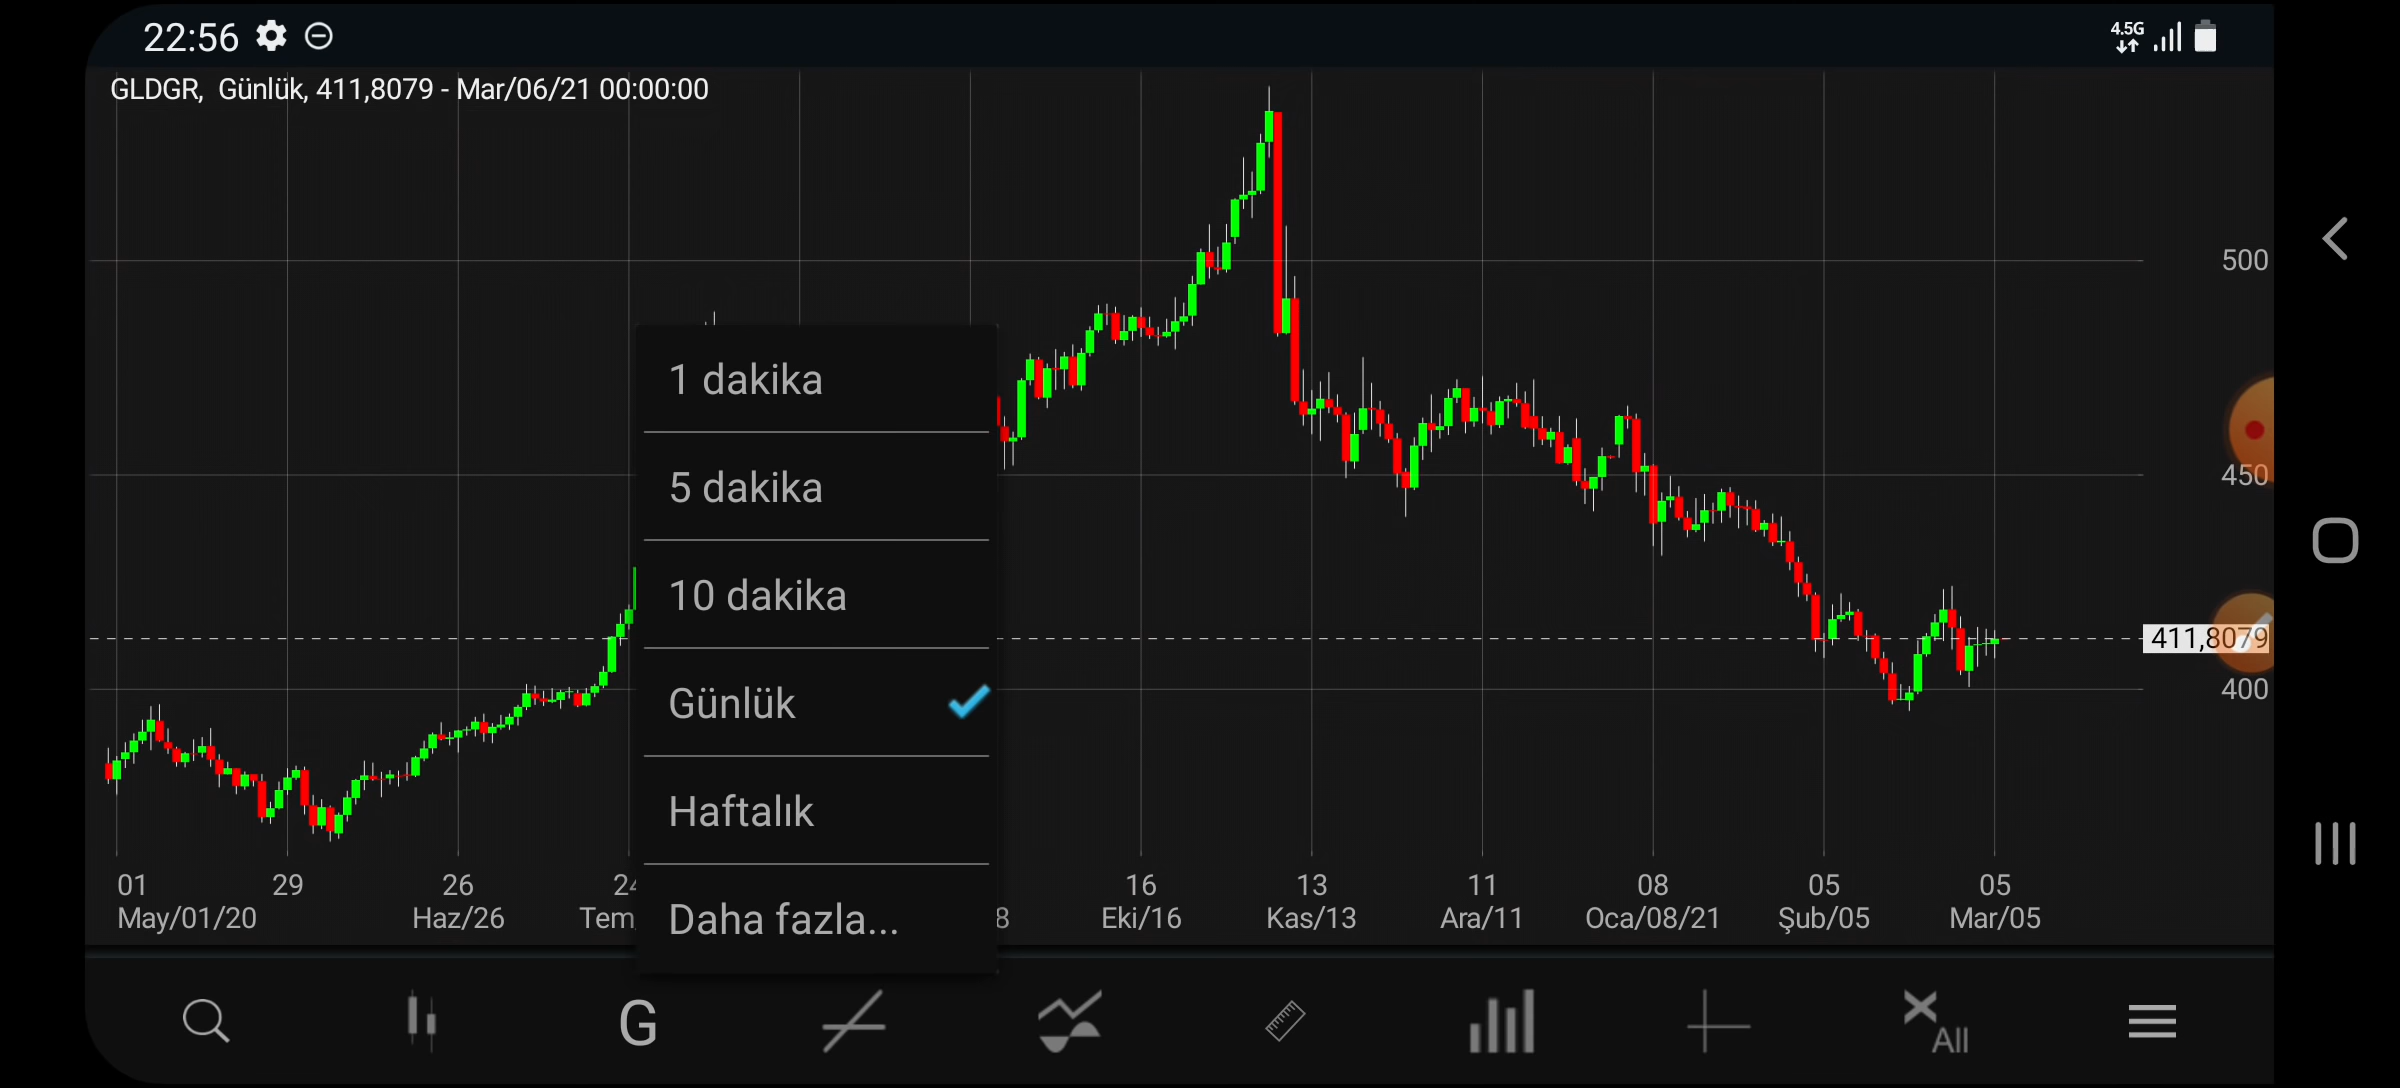 22:56
4.5G
GLDGR, Günlük, 411,8079 - Mar/06/21 00:00:00
500
450
411,8079
400
1 dakika
5 dakika
10 dakika
Günlük
Haftalık
Daha fazla...
01 29 26 24 16 13 11 08 05 05
May/01/20 Haz/26 Tem 8 Eki/16 Kas/13 Ara/11 Oca/08/21 Şub/05 Mar/05
G
All